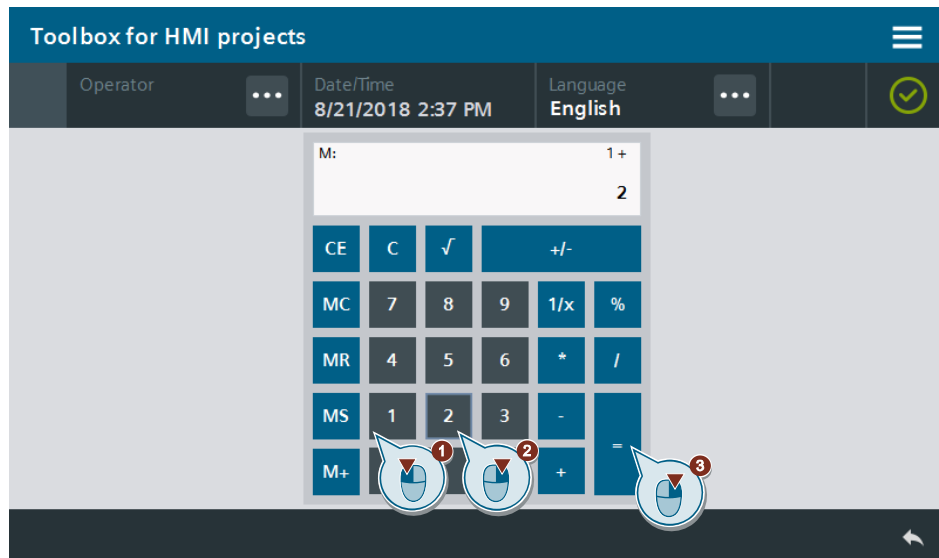 Toolbox for HMI projects
Operator ••• Date/Time Language •••
8/21/2018 2:37 PM English
M: 1 +
2
CE C √ +/-
MC 7 8 9 1/x %
MR 4 5 6 * /
MS 1 2 3 - =
M+ +
1 2 3